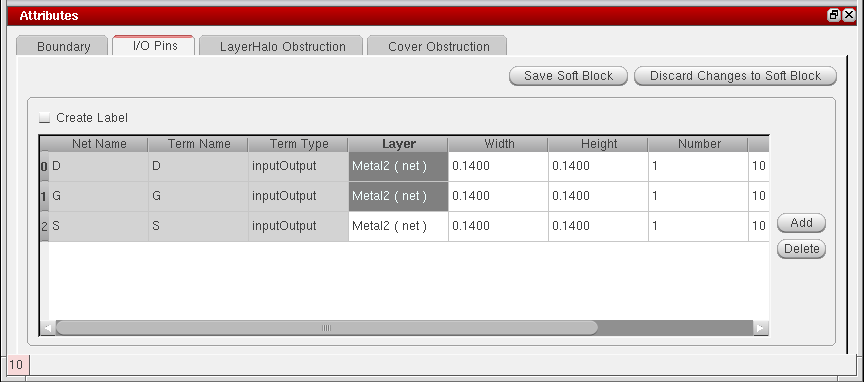 Attributes
Boundary I/O Pins LayerHalo Obstruction Cover Obstruction
Save Soft Block Discard Changes to Soft Block
Create Label
Net Name Term Name Term Type Layer Width Height Number
0 D D inputOutput Metal2 ( net ) 0.1400 0.1400 1 10
1 G G inputOutput Metal2 ( net ) 0.1400 0.1400 1 10
2 S S inputOutput Metal2 ( net ) 0.1400 0.1400 1 10
Add
Delete
10